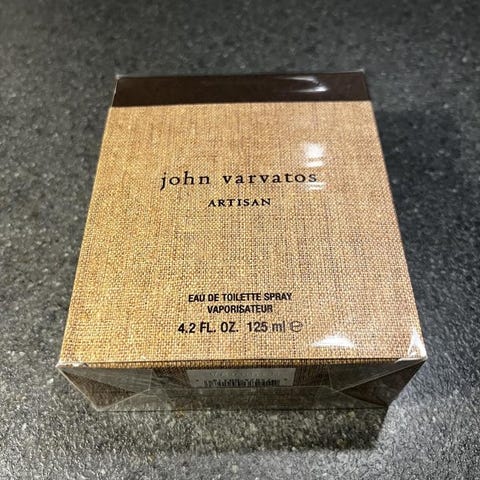 john varvatos
ARTISAN
EAU DE TOILETTE SPRAY
VAPORISATEUR
4.2 FL. OZ. 125 ml ℮